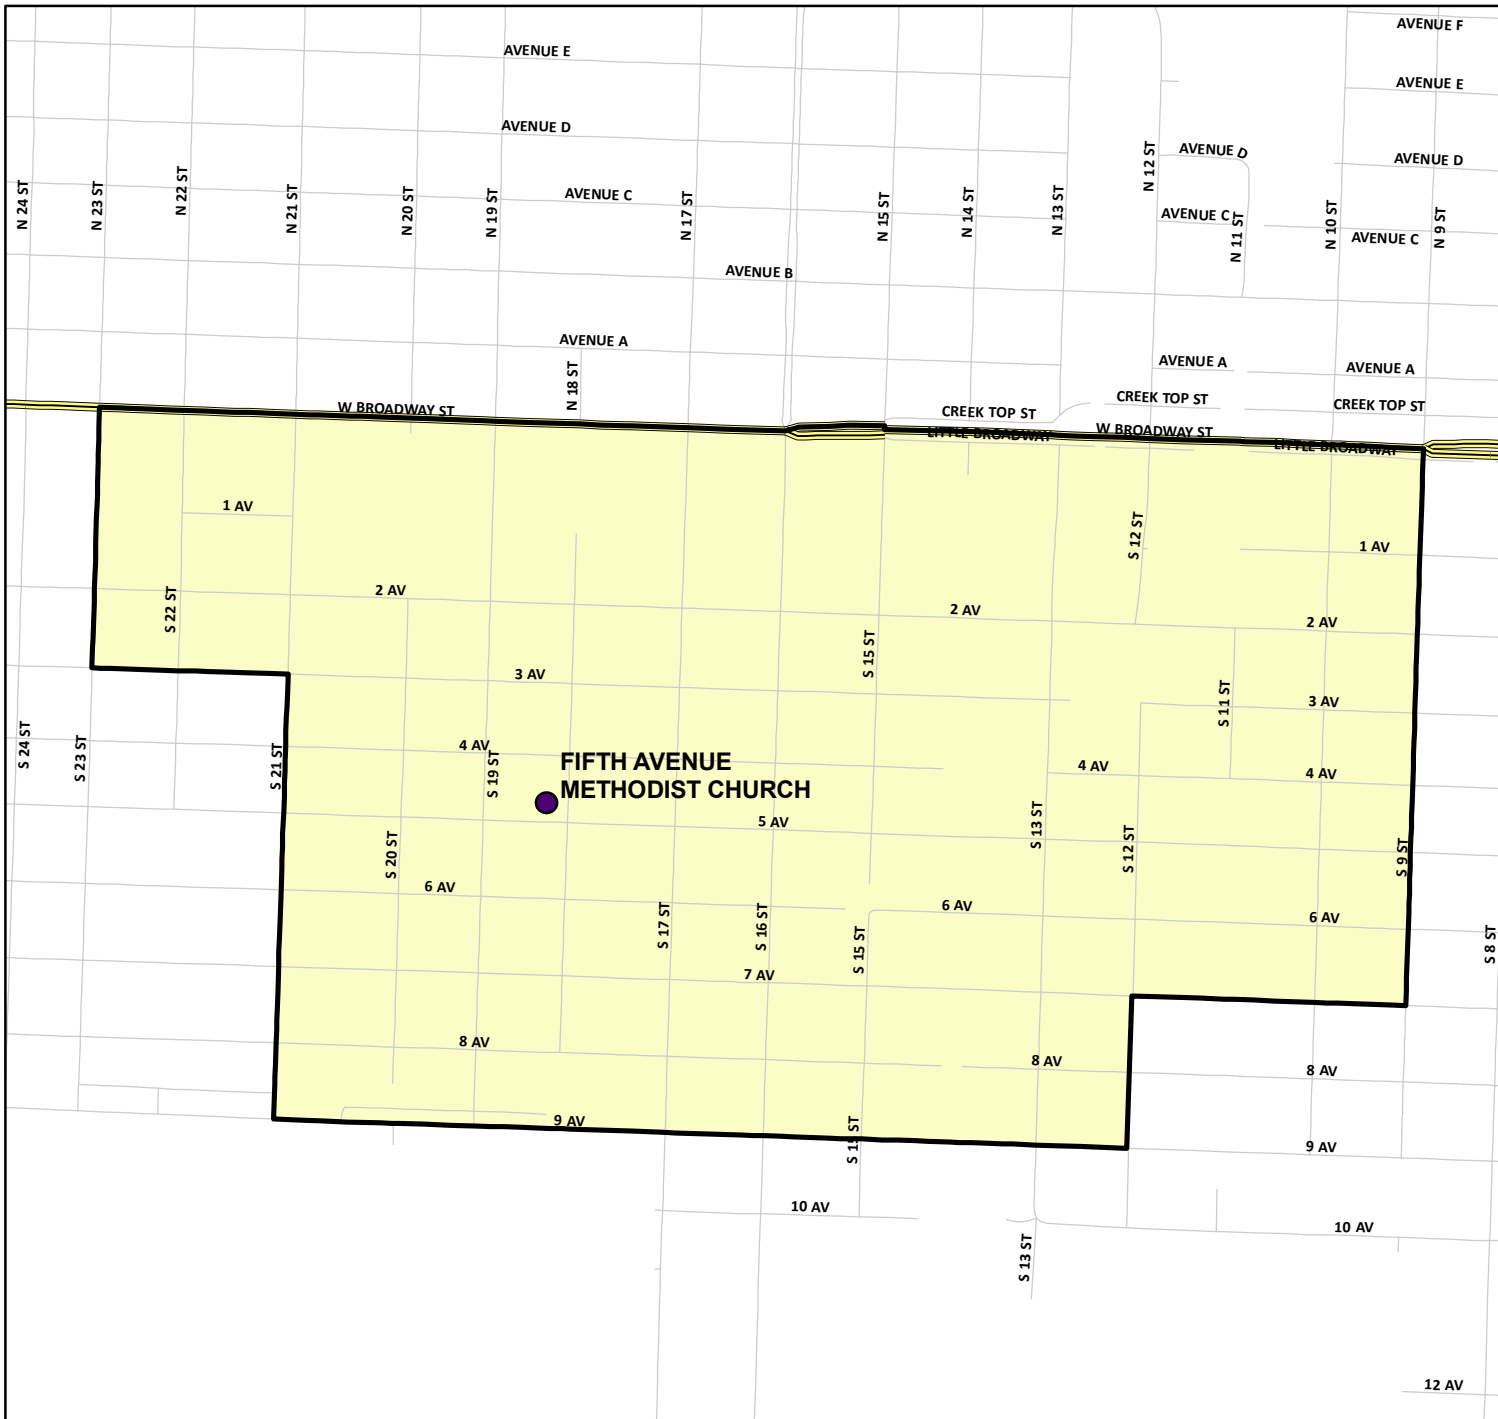 AVENUE F
AVENUE E
AVENUE E
AVENUE D
AVENUE D
AVENUE D
N 12 ST
N 24 ST
N 23 ST
N 22 ST
N 21 ST
N 20 ST
N 19 ST
AVENUE C
N 17 ST
N 15 ST
N 14 ST
N 13 ST
AVENUE C
N 11 ST
N 10 ST
AVENUE C
N 9 ST
AVENUE B
AVENUE A
AVENUE A
AVENUE A
N 18 ST
CREEK TOP ST
CREEK TOP ST
CREEK TOP ST
W BROADWAY ST
LITTLE BROADWAY
W BROADWAY ST
LITTLE BROADWAY
1 AV
S 12 ST
1 AV
2 AV
S 22 ST
2 AV
2 AV
S 15 ST
3 AV
S 11 ST
3 AV
S 24 ST
S 23 ST
S 21 ST
4 AV
S 19 ST
FIFTH AVENUE
METHODIST CHURCH
4 AV
4 AV
5 AV
S 13 ST
S 12 ST
S 20 ST
S 9 ST
6 AV
6 AV
6 AV
S 17 ST
S 16 ST
S 15 ST
S 8 ST
7 AV
8 AV
8 AV
8 AV
9 AV
S 15 ST
9 AV
10 AV
10 AV
S 13 ST
12 AV